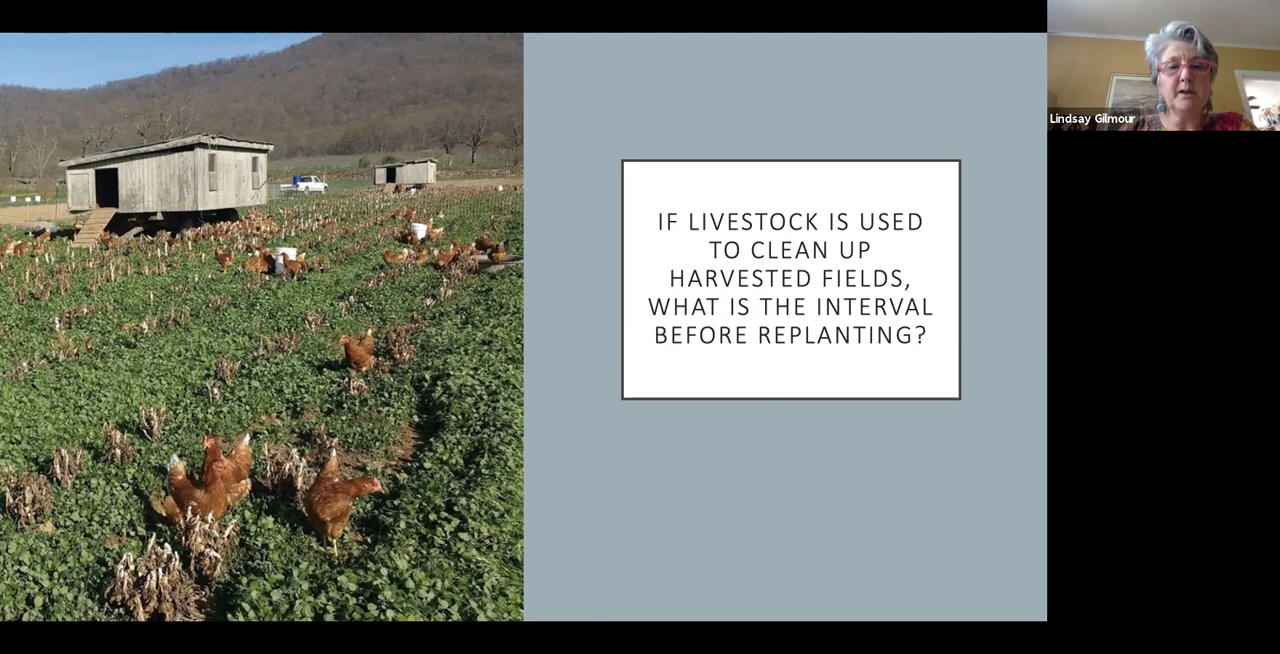 IF LIVESTOCK IS USED
TO CLEAN UP
HARVESTED FIELDS,
WHAT IS THE INTERVAL
BEFORE REPLANTING?
Lindsay Gilmour